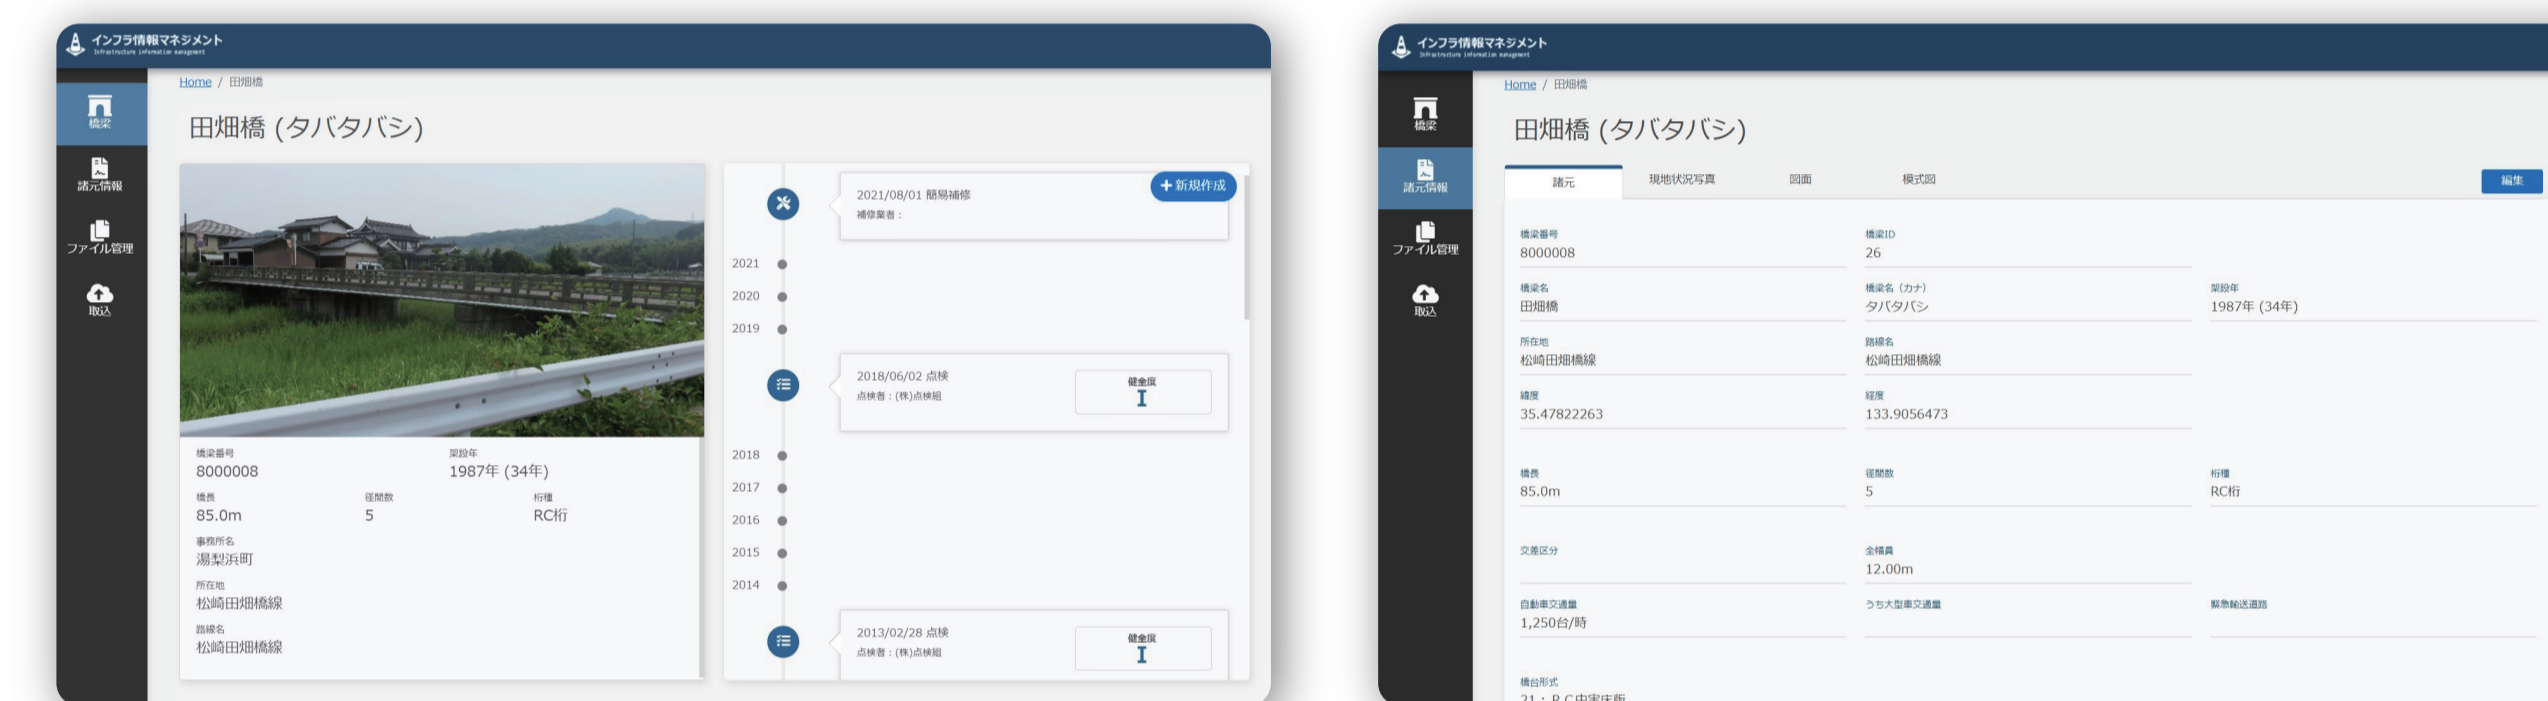 インフラ情報マネジメント
Infrastructure information management
Home / 田畑橋
橋梁
諸元情報
ファイル管理
取込
田畑橋 (タバタバシ)
橋梁番号
8000008
架設年
1987年 (34年)
橋長
85.0m
径間数
5
桁種
RC桁
事務所名
湯梨浜町
所在地
松崎田畑橋線
路線名
松崎田畑橋線
新規作成
2021/08/01 簡易補修
補修業者：
2021
2020
2019
2018/06/02 点検
点検者：(株)点検組
健全度
I
2018
2017
2016
2015
2014
2013/02/28 点検
点検者：(株)点検組
健全度
I
インフラ情報マネジメント
Infrastructure information management
Home / 田畑橋
橋梁
諸元情報
ファイル管理
取込
田畑橋 (タバタバシ)
諸元
現地状況写真
図面
模式図
編集
橋梁番号
8000008
橋梁ID
26
橋梁名
田畑橋
橋梁名（カナ）
タバタバシ
架設年
1987年 (34年)
所在地
松崎田畑橋線
路線名
松崎田畑橋線
緯度
35.47822263
経度
133.9056473
橋長
85.0m
径間数
5
桁種
RC桁
交差区分
全幅員
12.00m
自動車交通量
1,250台/時
うち大型車交通量
緊急輸送道路
橋台形式
21：ＲＣ中実床版